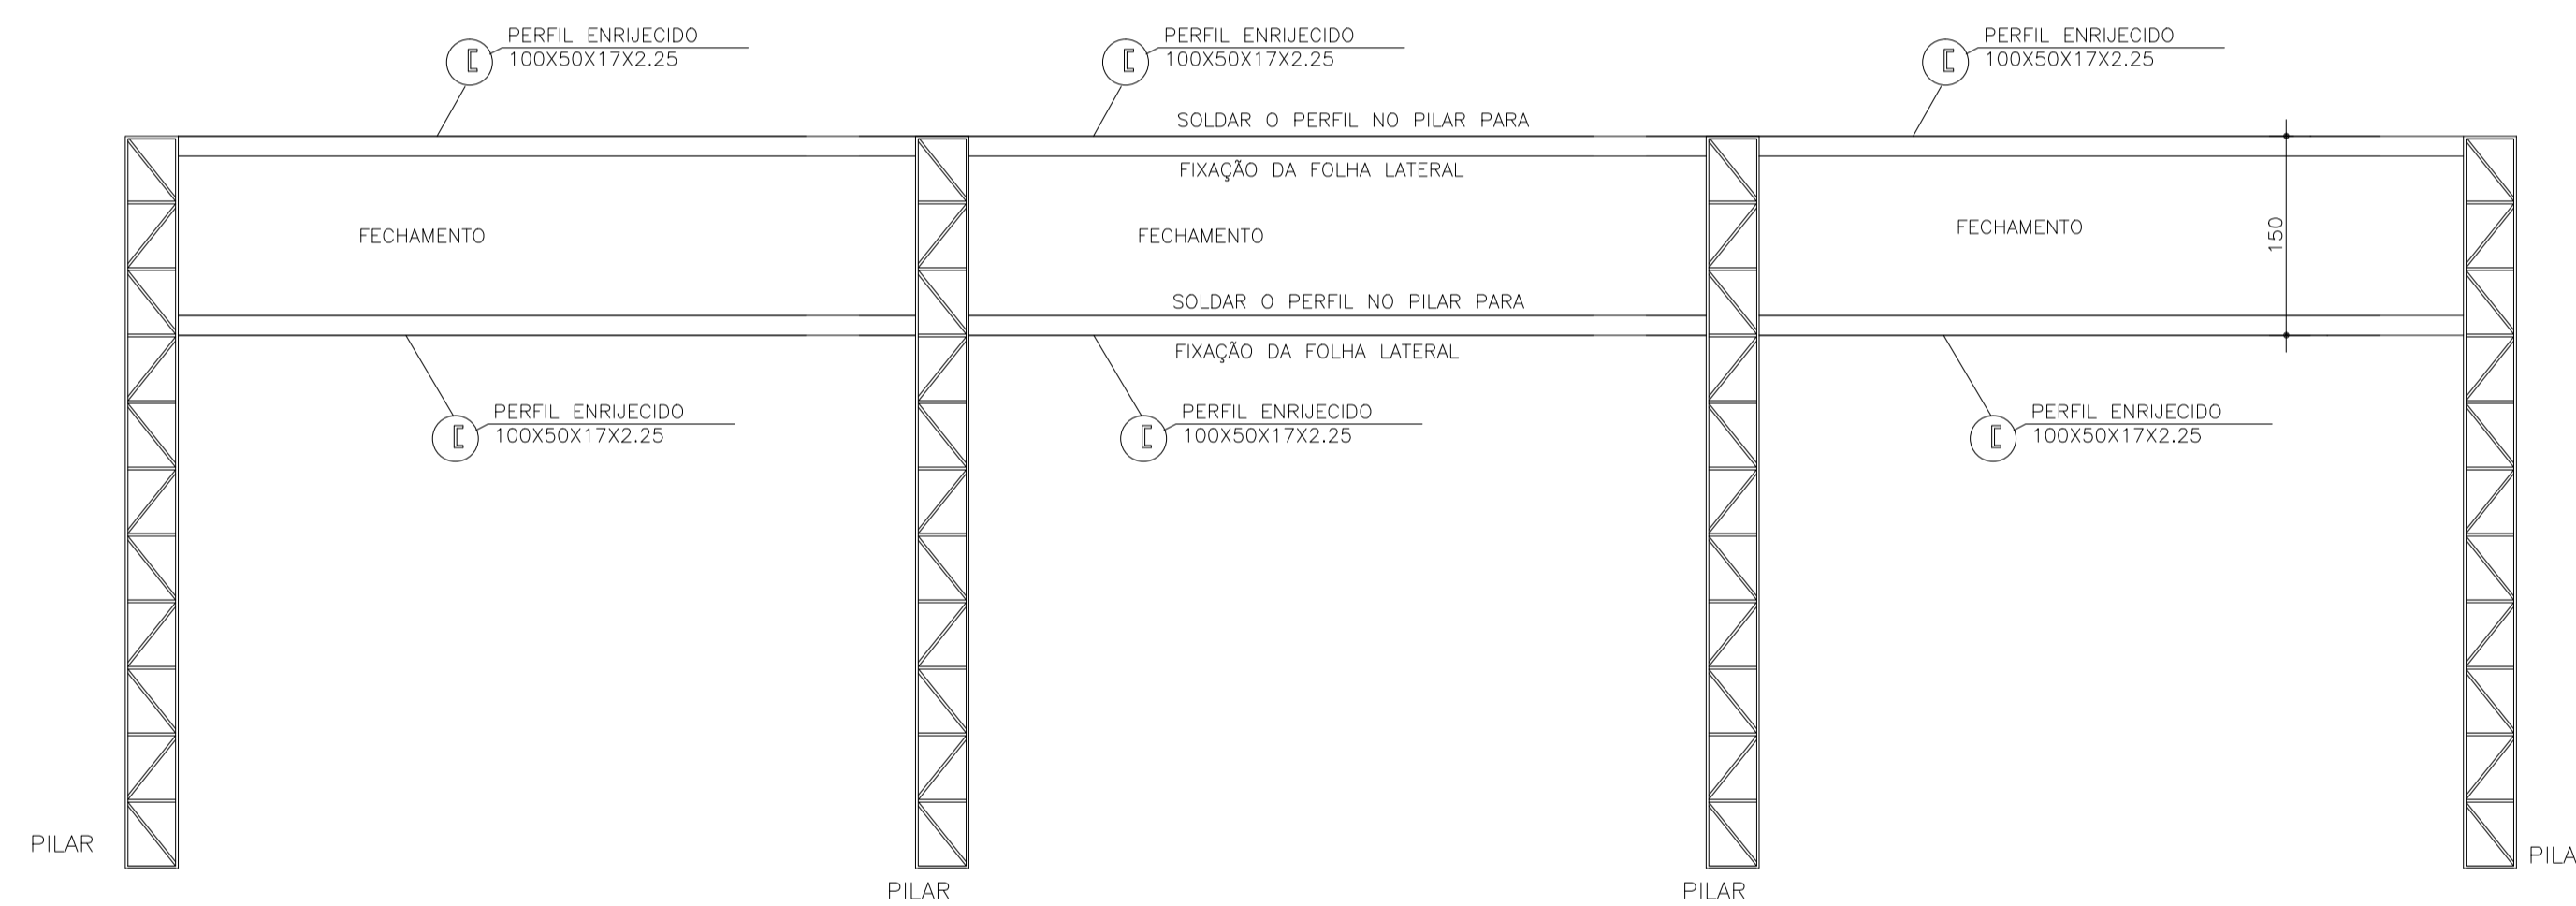 PERFIL ENRIJECIDO
100X50X17X2.25
PERFIL ENRIJECIDO
100X50X17X2.25
PERFIL ENRIJECIDO
100X50X17X2.25
SOLDAR O PERFIL NO PILAR PARA
FIXAÇÃO DA FOLHA LATERAL
FECHAMENTO
FECHAMENTO
FECHAMENTO
150
SOLDAR O PERFIL NO PILAR PARA
FIXAÇÃO DA FOLHA LATERAL
PERFIL ENRIJECIDO
100X50X17X2.25
PERFIL ENRIJECIDO
100X50X17X2.25
PERFIL ENRIJECIDO
100X50X17X2.25
PILAR
PILAR
PILAR
PILA